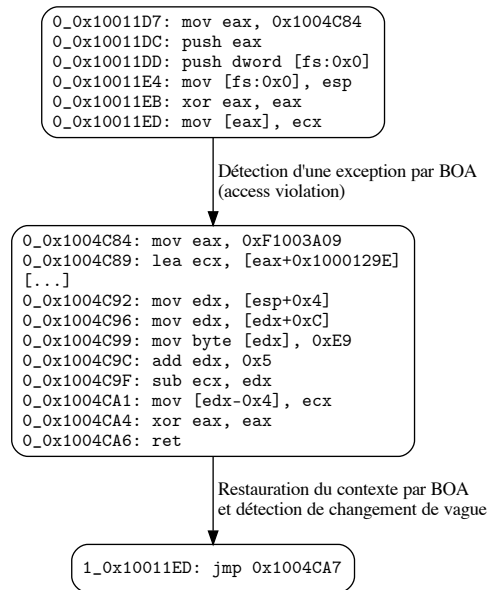 0_0x10011D7: mov eax, 0x1004C84
0_0x10011DC: push eax
0_0x10011DD: push dword [fs:0x0]
0_0x10011E4: mov [fs:0x0], esp
0_0x10011EB: xor eax, eax
0_0x10011ED: mov [eax], ecx
Détection d'une exception par BOA
(access violation)
0_0x1004C84: mov eax, 0xF1003A09
0_0x1004C89: lea ecx, [eax+0x1000129E]
[...]
0_0x1004C92: mov edx, [esp+0x4]
0_0x1004C96: mov edx, [edx+0xC]
0_0x1004C99: mov byte [edx], 0xE9
0_0x1004C9C: add edx, 0x5
0_0x1004C9F: sub ecx, edx
0_0x1004CA1: mov [edx-0x4], ecx
0_0x1004CA4: xor eax, eax
0_0x1004CA6: ret
Restauration du contexte par BOA
et détection de changement de vague
1_0x10011ED: jmp 0x1004CA7